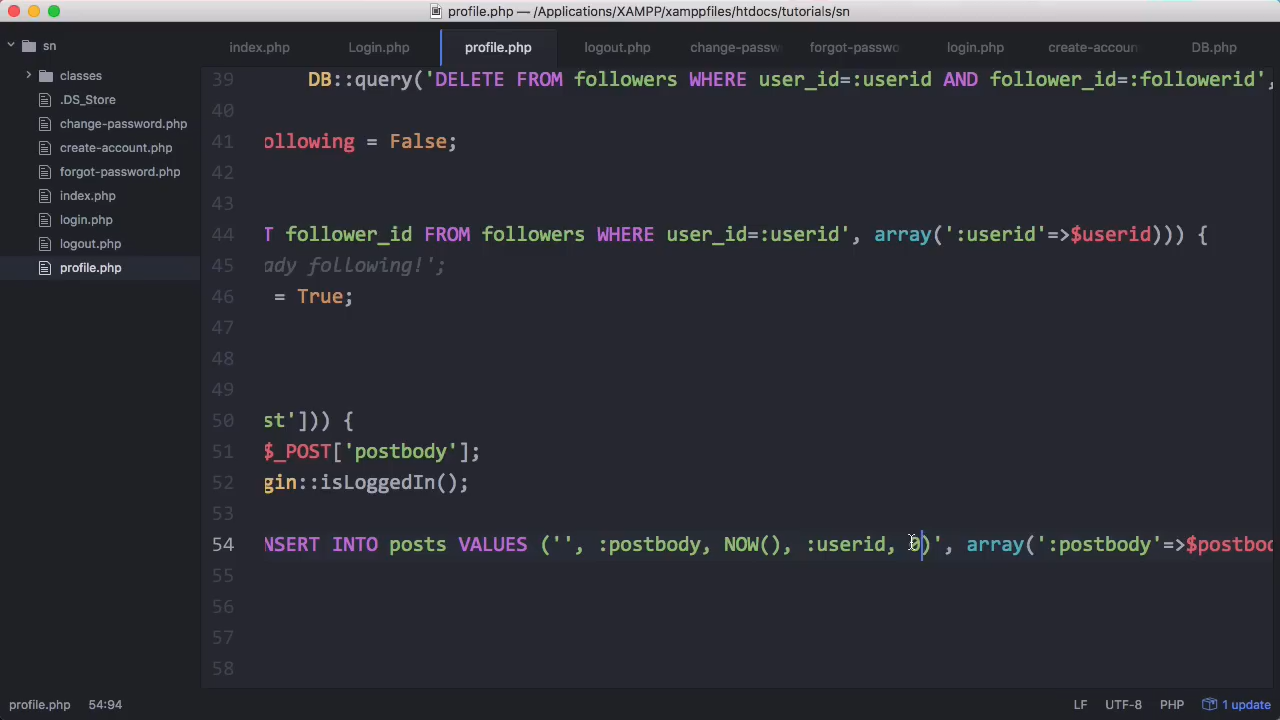 profile.php — /Applications/XAMPP/xamppfiles/htdocs/tutorials/sn
sn
classes
.DS_Store
change-password.php
create-account.php
forgot-password.php
index.php
login.php
logout.php
profile.php
index.php Login.php profile.php logout.php change-passw forgot-passwo login.php create-accoun DB.php
39 DB::query('DELETE FROM followers WHERE user_id=:userid AND follower_id=:followerid',
40
41 ollowing = False;
42
43
44 T follower_id FROM followers WHERE user_id=:userid', array(':userid'=>$userid))) {
45 ady following!';
46 = True;
47
48
49
50 st'])) {
51 $_POST['postbody'];
52 gin::isLoggedIn();
53
54 NSERT INTO posts VALUES ('', :postbody, NOW(), :userid, 0)', array(':postbody'=>$postbod
55
56
57
58
profile.php 54:94 LF UTF-8 PHP 1 update